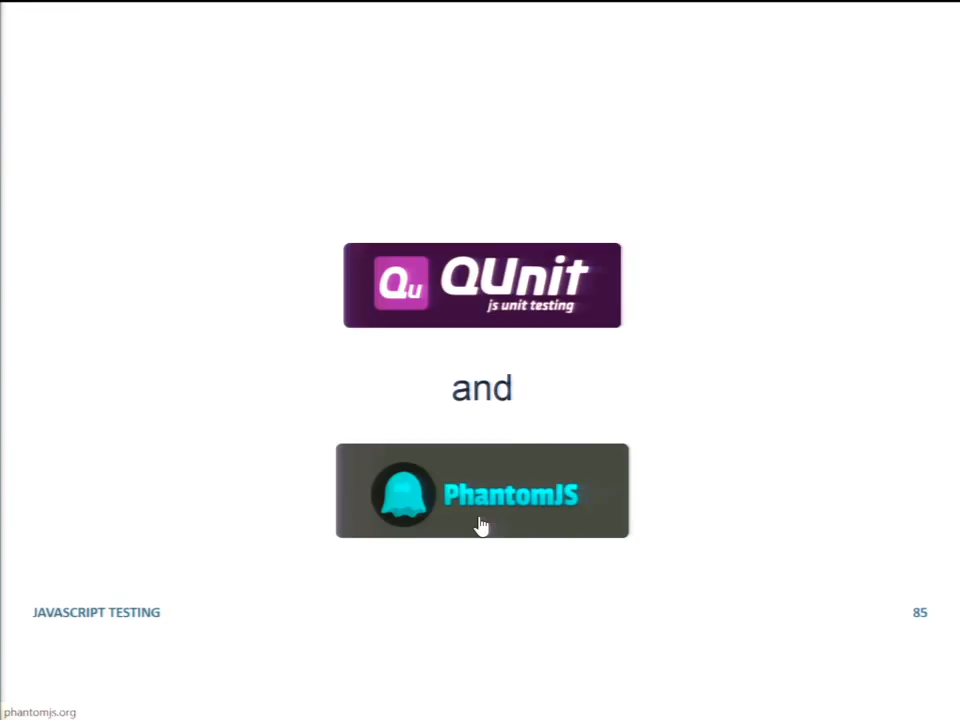 Qu QUnit
js unit testing
and
PhantomJS
JAVASCRIPT TESTING 85
phantomjs.org